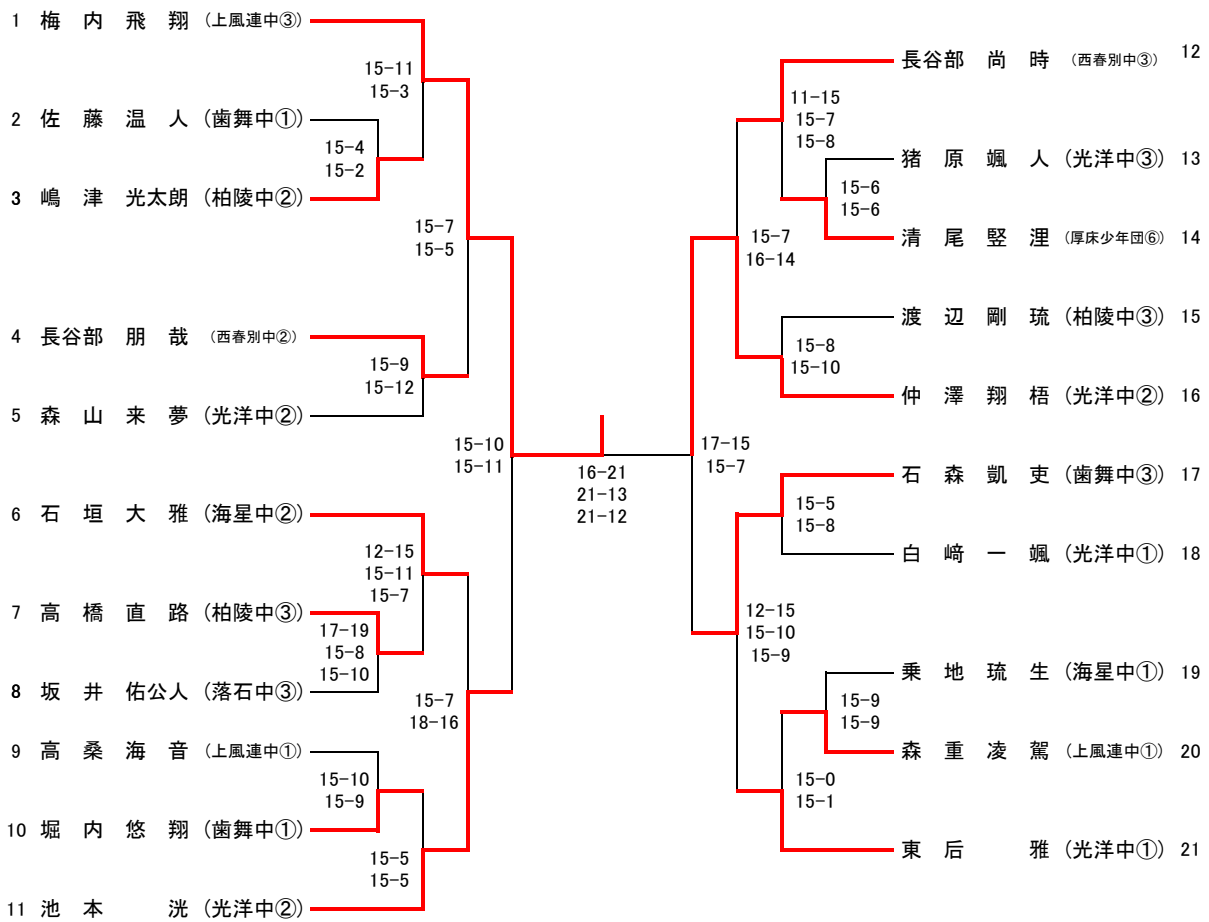 1 梅 内 飛 翔 (上風連中③)
15-11
15-3
2 佐 藤 温 人 (歯舞中①)
15-4
15-2
3 嶋 津 光太朗 (柏陵中②)
15-7
15-5
4 長谷部 朋 哉 (西春別中②)
15-9
15-12
5 森 山 来 夢 (光洋中②)
15-10
15-11
6 石 垣 大 雅 (海星中②)
12-15
15-11
15-7
7 高 橋 直 路 (柏陵中③)
17-19
15-8
15-10
8 坂 井 佑公人 (落石中③)
15-7
18-16
9 高 桑 海 音 (上風連中①)
15-10
15-9
10 堀 内 悠 翔 (歯舞中①)
15-5
15-5
11 池 本 洸 (光洋中②)
16-21
21-13
21-12
長谷部 尚 時 (西春別中③) 12
11-15
15-7
15-8
猪 原 颯 人 (光洋中③) 13
15-6
15-6
清 尾 竪 浬 (厚床少年団⑥) 14
15-7
16-14
渡 辺 剛 琉 (柏陵中③) 15
15-8
15-10
仲 澤 翔 梧 (光洋中②) 16
17-15
15-7
石 森 凱 吏 (歯舞中③) 17
15-5
15-8
白 﨑 一 颯 (光洋中①) 18
12-15
15-10
15-9
乗 地 琉 生 (海星中①) 19
15-9
15-9
森 重 凌 駕 (上風連中①) 20
15-0
15-1
東 后 雅 (光洋中①) 21